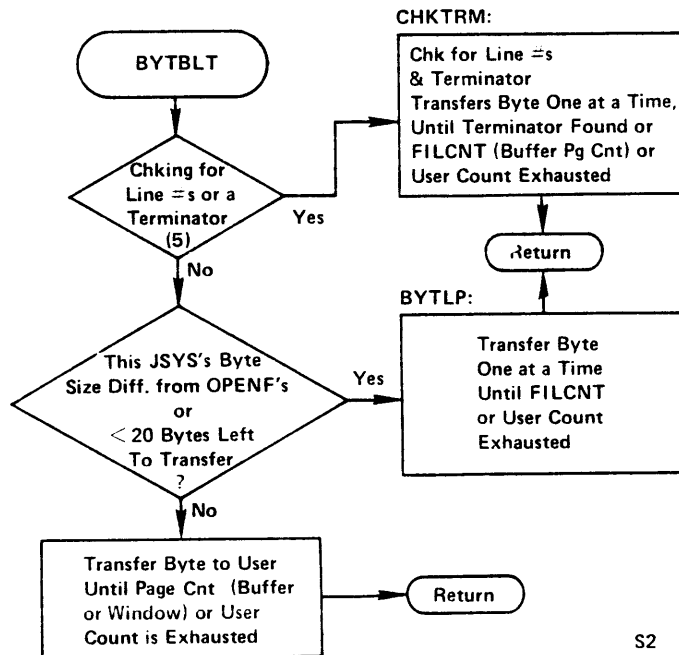 CHKTRM:
BYTBLT
Chk for Line #s
& Terminator
Transfers Byte One at a Time,
Until Terminator Found or
FILCNT (Buffer Pg Cnt) or
User Count Exhausted
Chking for
Line #s or a
Terminator
(5)
Yes
No
Return
BYTLP:
This JSYS's Byte
Size Diff. from OPENF's
or
< 20 Bytes Left
To Transfer
?
Yes
No
Transfer Byte
One at a Time
Until FILCNT
or User Count
Exhausted
Transfer Byte to User
Until Page Cnt (Buffer
or Window) or User
Count is Exhausted
Return
S2